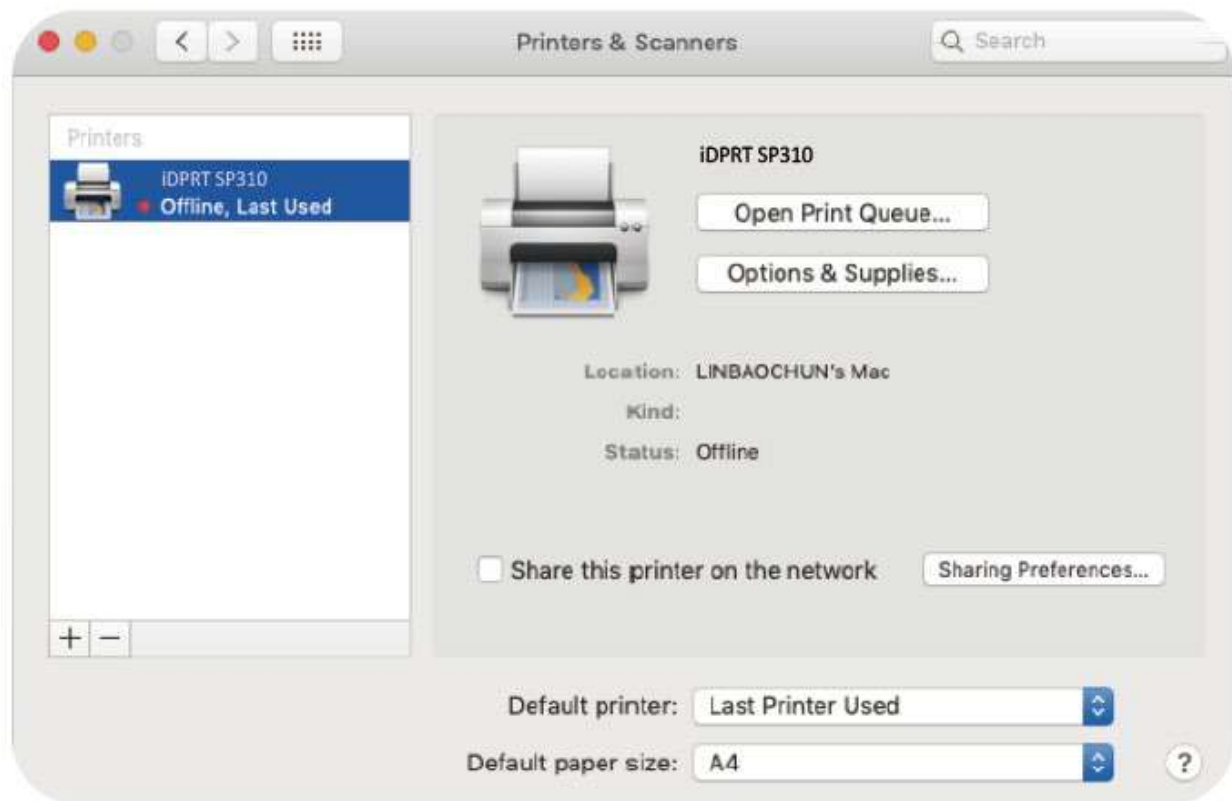 Printers & Scanners
Search
Printers
iDPRT SP310
Offline, Last Used
iDPRT SP310
Open Print Queue...
Options & Supplies...
Location: LINBAOCHUN's Mac
Kind:
Status: Offline
Share this printer on the network
Sharing Preferences...
Default printer: Last Printer Used
Default paper size: A4
?